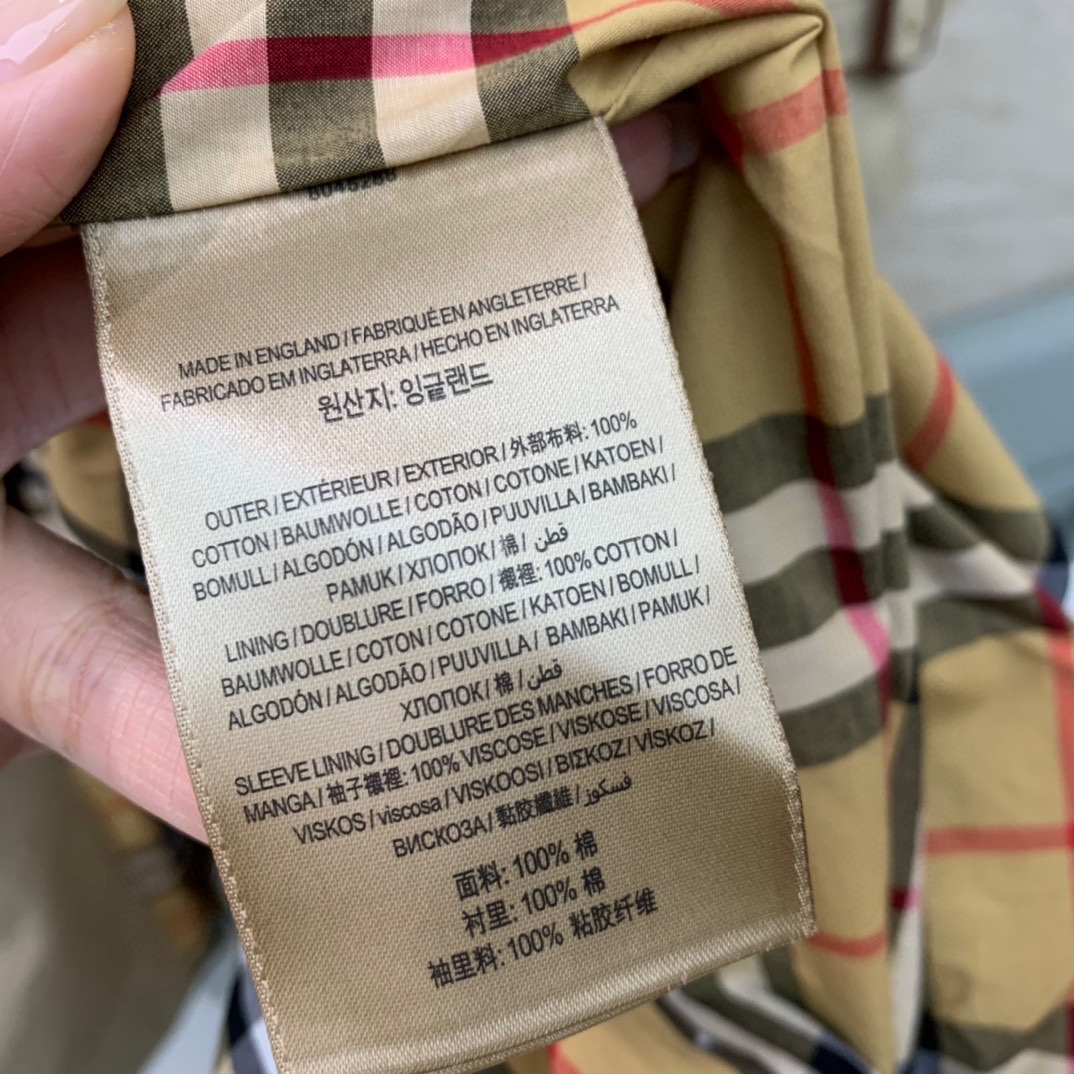 MADE IN ENGLAND / FABRIQUÉ EN ANGLETERRE /
FABRICADO EM INGLATERRA / HECHO EN INGLATERRA
원산지: 잉글랜드
OUTER / EXTÉRIEUR / EXTERIOR / 外部布料: 100%
COTTON / BAUMWOLLE / COTON / COTONE / KATOEN /
BOMULL / ALGODÓN / ALGODÃO / PUUVILLA / BAMBAKI /
PAMUK / ХЛОПОК / 棉 / قطن
LINING / DOUBLURE / FORRO / 襯裡: 100% COTTON /
BAUMWOLLE / COTON / COTONE / KATOEN / BOMULL /
ALGODÓN / ALGODÃO / PUUVILLA / BAMBAKI / PAMUK /
ХЛОПОК / 棉 / قطن
SLEEVE LINING / DOUBLURE DES MANCHES / FORRO DE
MANGA / 袖子襯裡: 100% VISCOSE / VISKOSE / VISCOSA /
VISKOS / viscosa / VISKOOSI / ΒΙΣΚΟΖ / VİSKOZ /
ВИСКОЗА / 黏胶纖維 / فسكوز
面料: 100% 棉
衬里: 100% 棉
袖里料: 100% 粘胶纤维